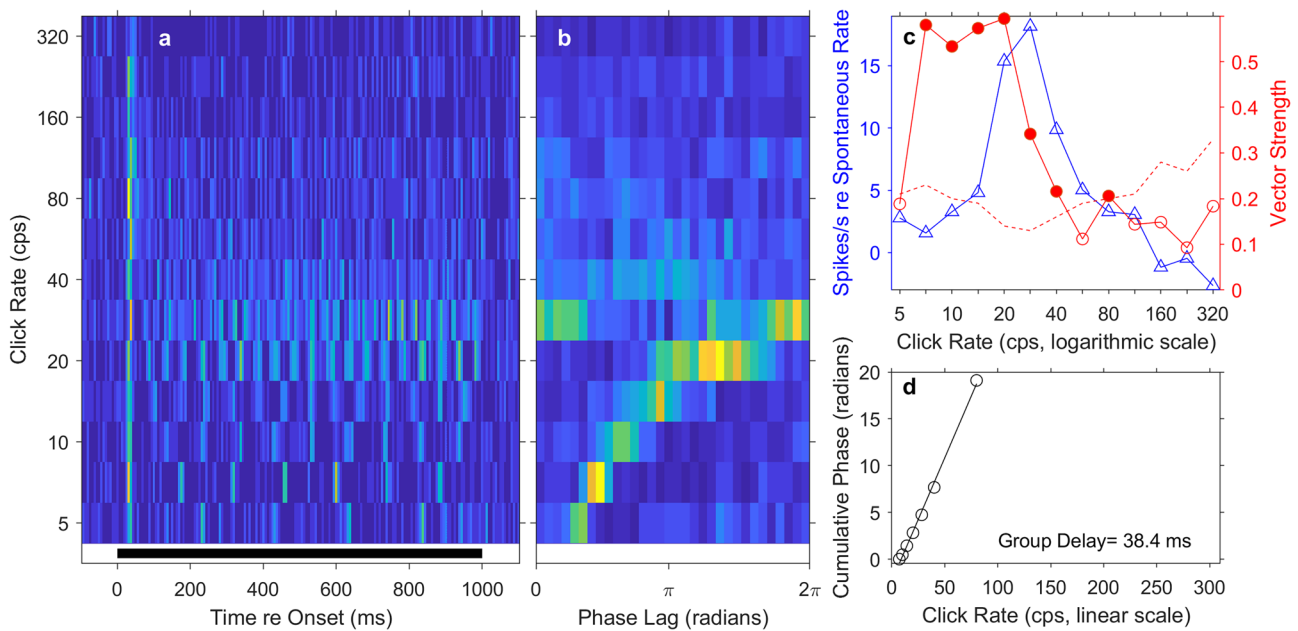 a
320
160
80
40
20
10
5
Click Rate (cps)
0 200 400 600 800 1000
Time re Onset (ms)
b
0 π 2π
Phase Lag (radians)
c
15
10
5
0
Spikes/s re Spontaneous Rate
0.5
0.4
0.3
0.2
0.1
0
Vector Strength
5 10 20 40 80 160 320
Click Rate (cps, logarithmic scale)
d
20
15
10
5
0
Cumulative Phase (radians)
Group Delay= 38.4 ms
0 50 100 150 200 250 300
Click Rate (cps, linear scale)